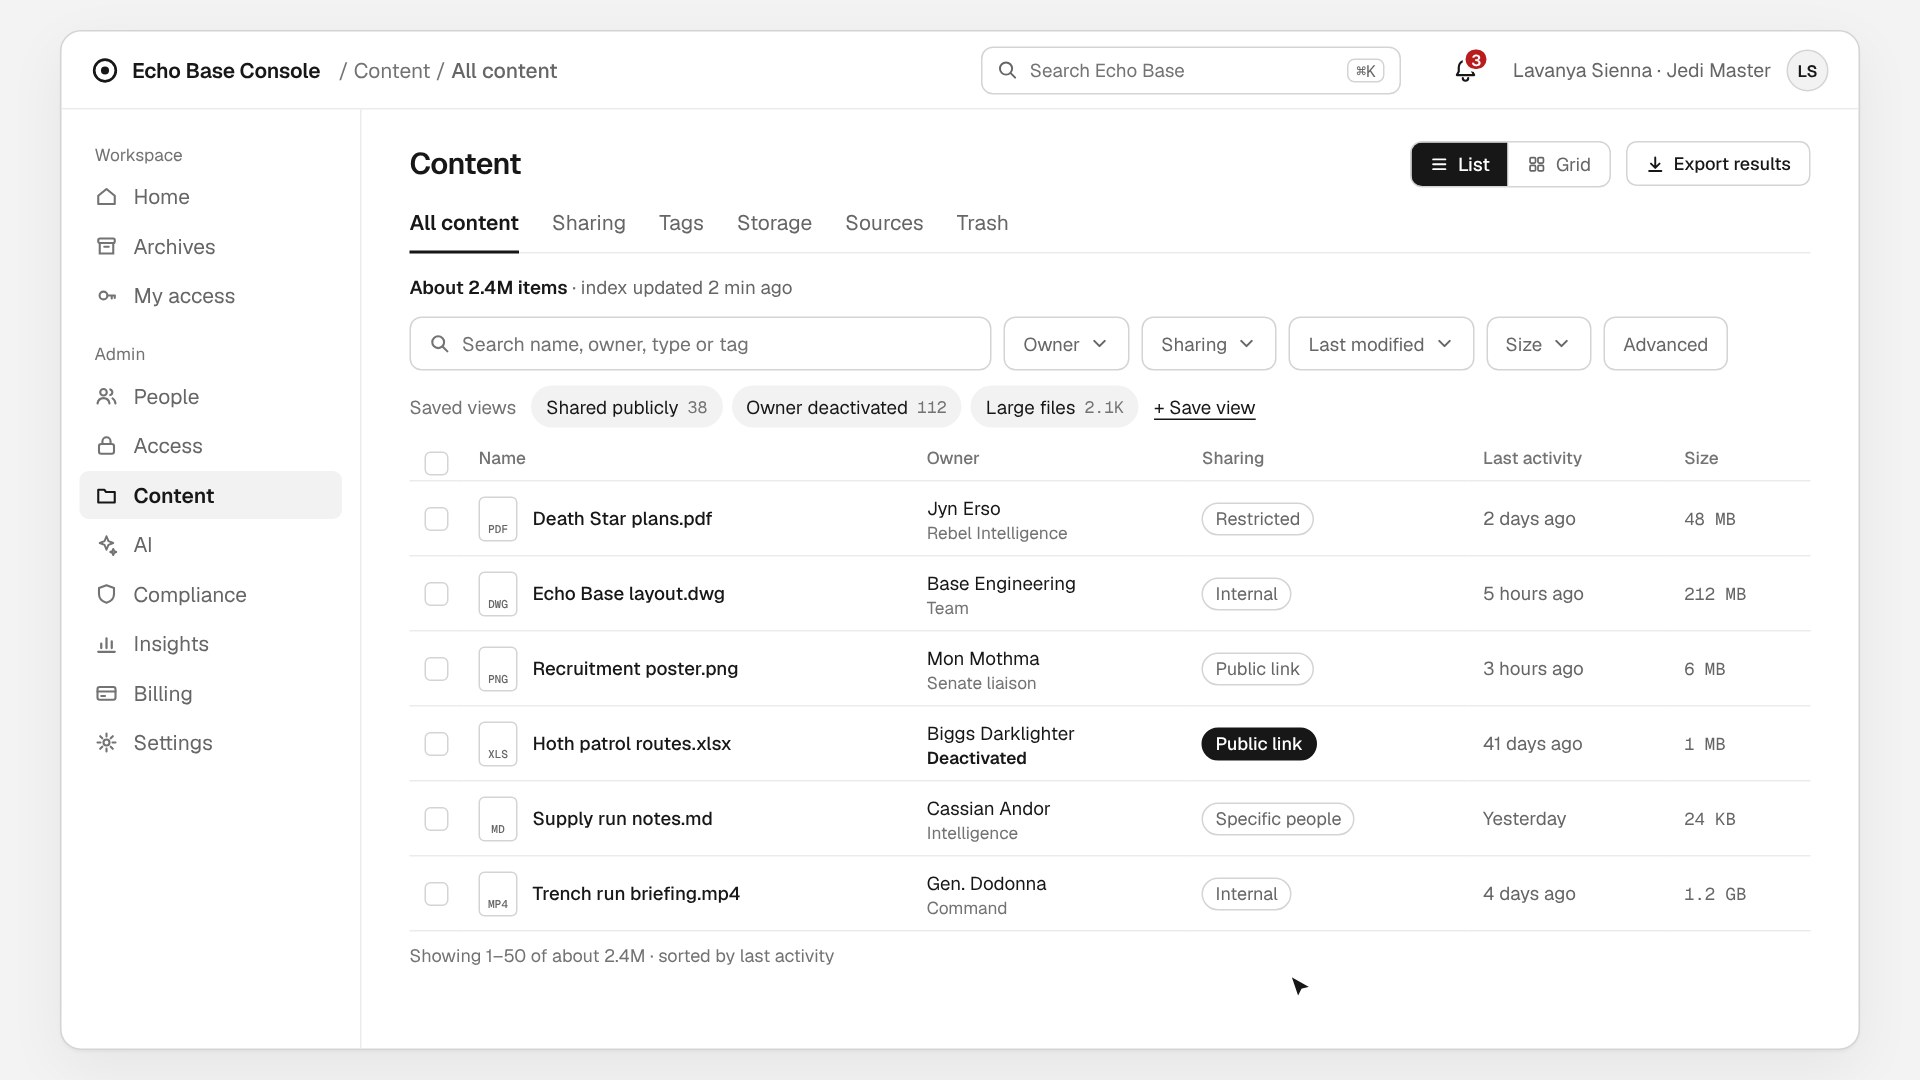 Echo Base Console / Content / All content
Search Echo Base ⌘K
3
Lavanya Sienna · Jedi Master LS
Workspace
Home
Archives
My access
Admin
People
Access
Content
AI
Compliance
Insights
Billing
Settings
Content
List Grid Export results
All content Sharing Tags Storage Sources Trash
About 2.4M items · index updated 2 min ago
Search name, owner, type or tag Owner Sharing Last modified Size Advanced
Saved views Shared publicly 38 Owner deactivated 112 Large files 2.1K + Save view
Name Owner Sharing Last activity Size
PDF Death Star plans.pdf Jyn Erso Restricted 2 days ago 48 MB
Rebel Intelligence
DWG Echo Base layout.dwg Base Engineering Internal 5 hours ago 212 MB
Team
PNG Recruitment poster.png Mon Mothma Public link 3 hours ago 6 MB
Senate liaison
XLS Hoth patrol routes.xlsx Biggs Darklighter Public link 41 days ago 1 MB
Deactivated
MD Supply run notes.md Cassian Andor Specific people Yesterday 24 KB
Intelligence
MP4 Trench run briefing.mp4 Gen. Dodonna Internal 4 days ago 1.2 GB
Command
Showing 1–50 of about 2.4M · sorted by last activity